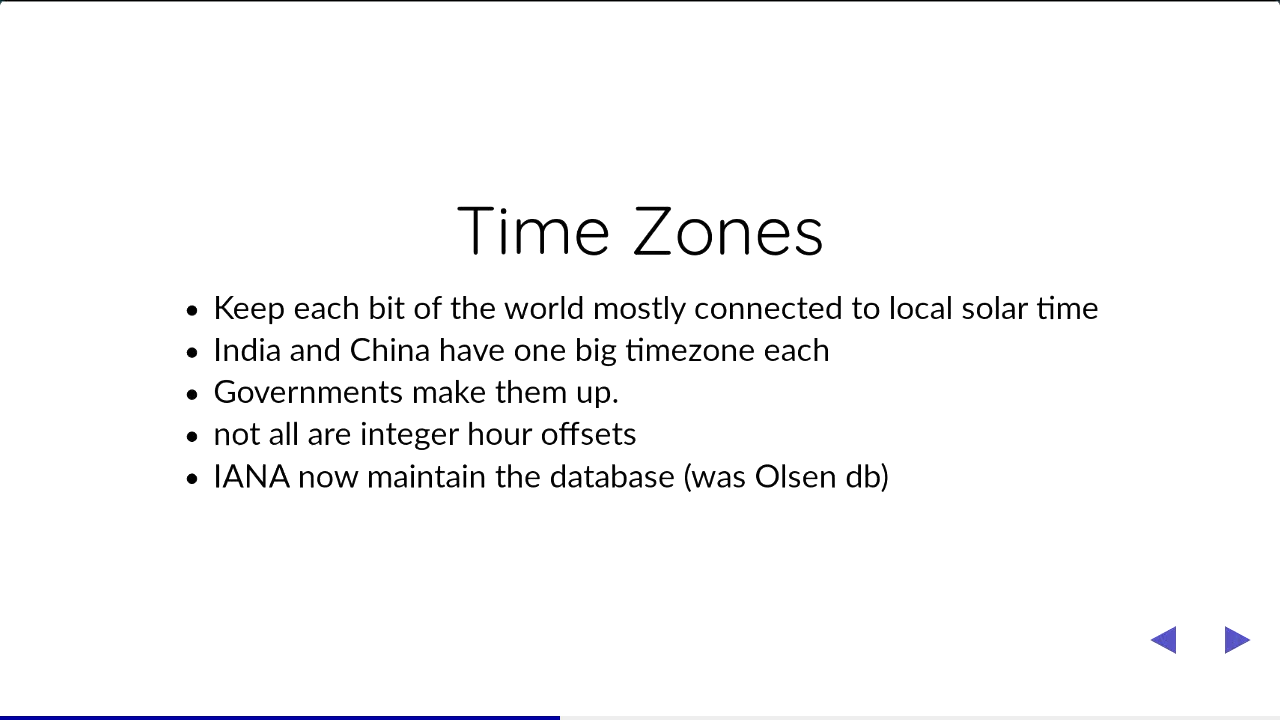 Time Zones
Keep each bit of the world mostly connected to local solar time
India and China have one big timezone each
Governments make them up.
not all are integer hour offsets
IANA now maintain the database (was Olsen db)